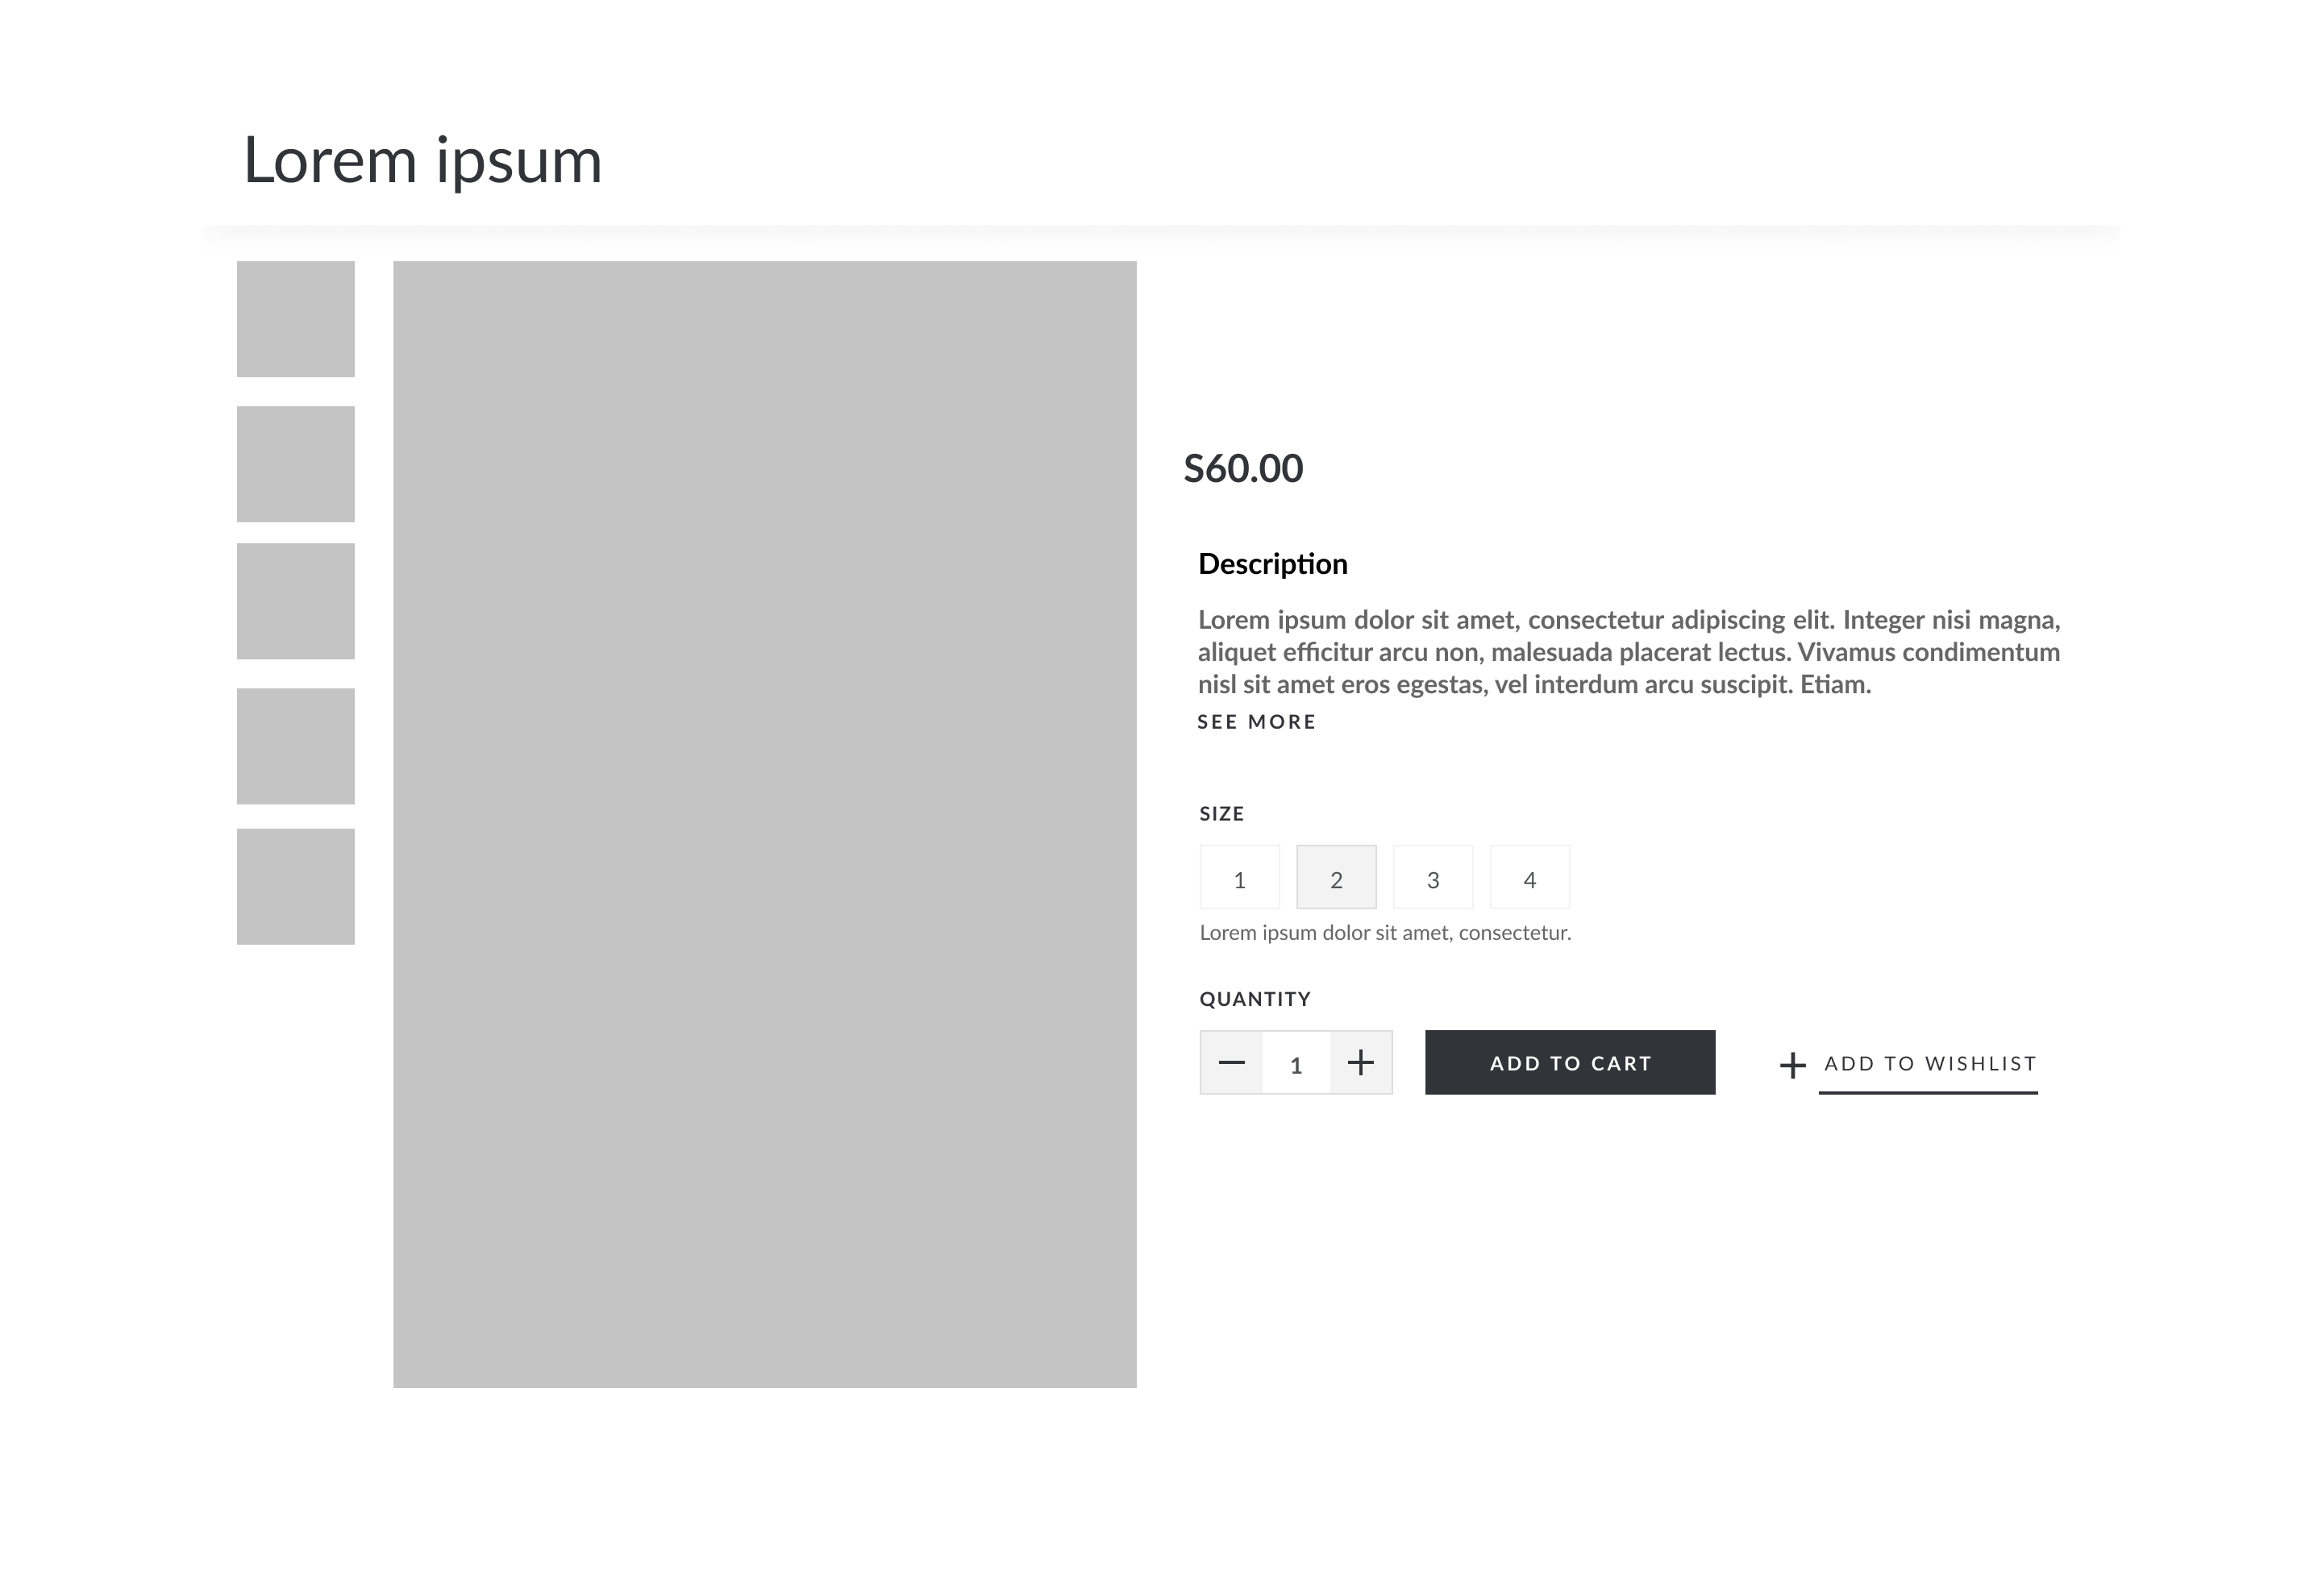 Lorem ipsum
S60.00
Description
Lorem ipsum dolor sit amet, consectetur adipiscing elit. Integer nisi magna,
aliquet efficitur arcu non, malesuada placerat lectus. Vivamus condimentum
nisl sit amet eros egestas, vel interdum arcu suscipit. Etiam.
SEE MORE
SIZE
1 2 3 4
Lorem ipsum dolor sit amet, consectetur.
QUANTITY
— 1 + ADD TO CART + ADD TO WISHLIST